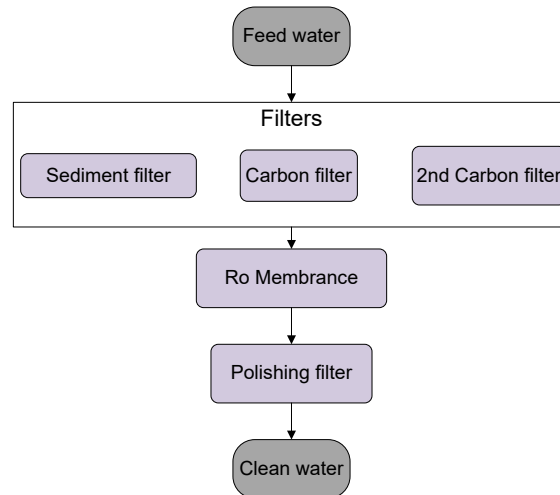 Feed water
Filters
Sediment filter
Carbon filter
2nd Carbon filter
Ro Membrance
Polishing filter
Clean water